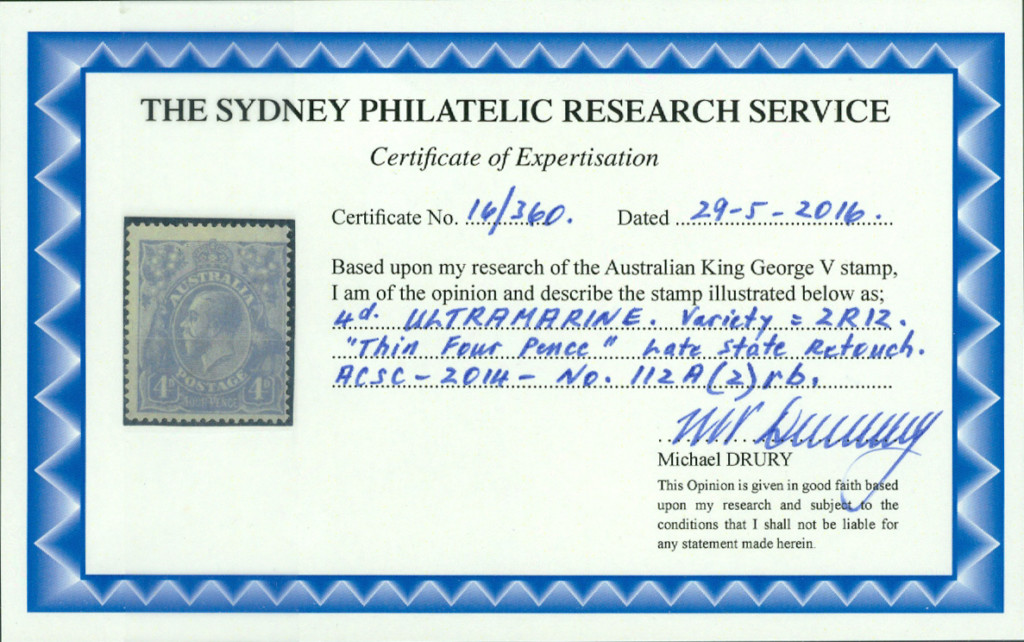 THE SYDNEY PHILATELIC RESEARCH SERVICE
Certificate of Expertisation
Certificate No. 16/360. Dated 29-5-2016.
Based upon my research of the Australian King George V stamp,
I am of the opinion and describe the stamp illustrated below as;
4d. ULTRAMARINE. Variety = 2R12.
"Thin Four Pence" Late State Retouch.
ACSC-2014-No. 112A(2)rb.
Michael DRURY
This Opinion is given in good faith based
upon my research and subject to the
conditions that I shall not be liable for
any statement made herein.
AUSTRALIA
POSTAGE
4D 4D
FOUR PENCE